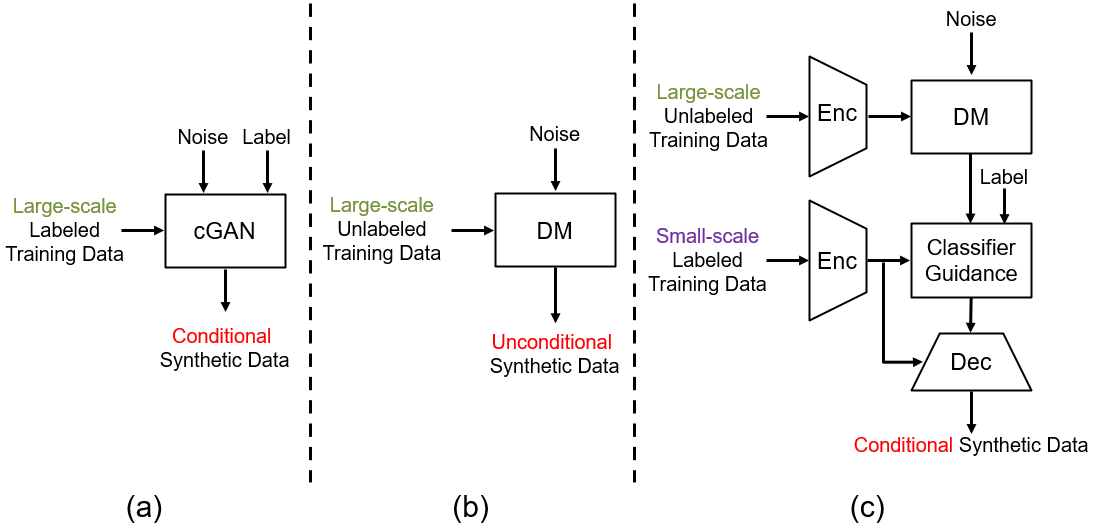 Noise
Label
Large-scale
Labeled
Training Data
cGAN
Conditional
Synthetic Data
(a)
Noise
Large-scale
Unlabeled
Training Data
DM
Unconditional
Synthetic Data
(b)
Noise
Large-scale
Unlabeled
Training Data
Enc
DM
Label
Small-scale
Labeled
Training Data
Enc
Classifier
Guidance
Dec
Conditional Synthetic Data
(c)